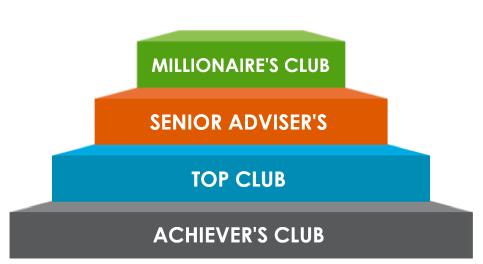 MILLIONAIRE'S CLUB
SENIOR ADVISER'S
TOP CLUB
ACHIEVER'S CLUB